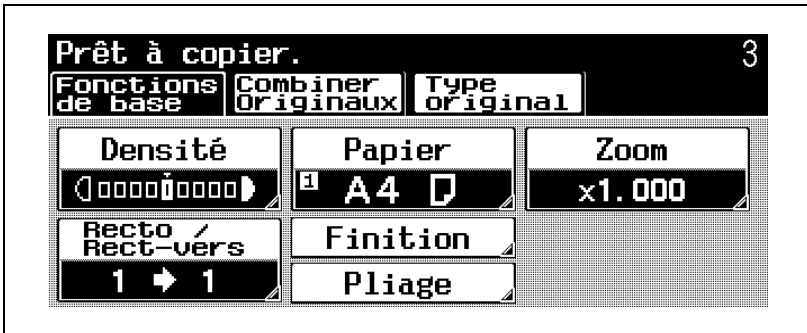 Prêt à copier. 3
Fonctions de base
Combiner Originaux
Type original
Densité
Papier
Zoom
1 A4
x1.000
Recto / Rect-vers
1 → 1
Finition
Pliage